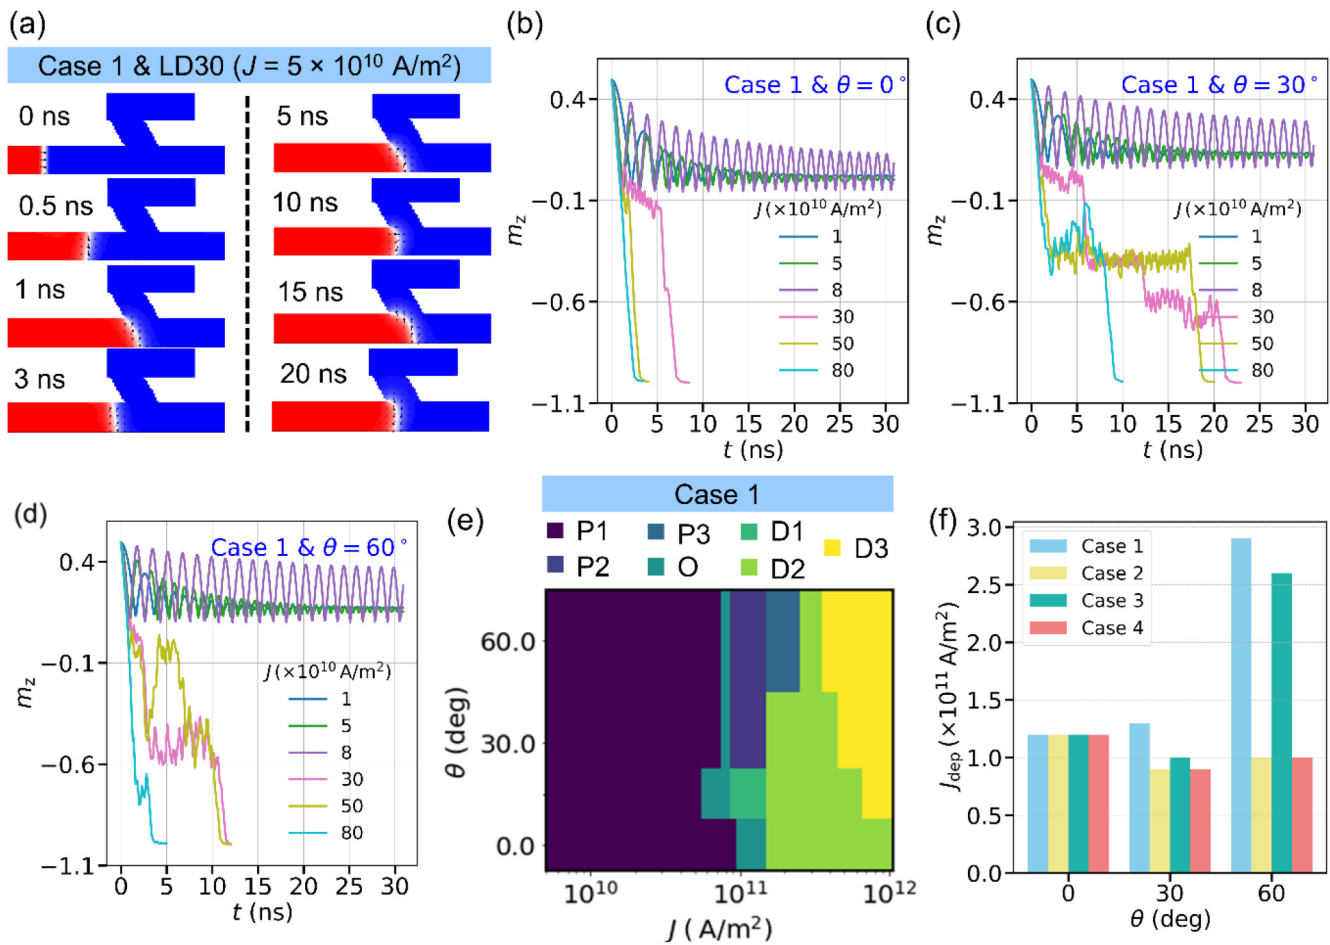 (a)
Case 1 & LD30 (J = 5 × 10¹⁰ A/m²)
0 ns
0.5 ns
1 ns
3 ns
5 ns
10 ns
15 ns
20 ns
(b)
Case 1 & θ = 0°
mz
0.4
−0.1
−0.6
−1.1
J (×10¹⁰ A/m²)
1
5
8
30
50
80
0 5 10 15 20 25 30
t (ns)
(c)
Case 1 & θ = 30°
mz
0.4
−0.1
−0.6
−1.1
J (×10¹⁰ A/m²)
1
5
8
30
50
80
0 5 10 15 20 25 30
t (ns)
(d)
Case 1 & θ = 60°
mz
0.4
−0.1
−0.6
−1.1
J (×10¹⁰ A/m²)
1
5
8
30
50
80
0 5 10 15 20 25 30
t (ns)
(e)
Case 1
P1 P3 D1 D3
P2 O D2
θ (deg)
60.0
30.0
0.0
10¹⁰ 10¹¹ 10¹²
J (A/m²)
(f)
Jdep (×10¹¹ A/m²)
3.0
2.5
2.0
1.5
1.0
0.5
0.0
Case 1
Case 2
Case 3
Case 4
0 30 60
θ (deg)